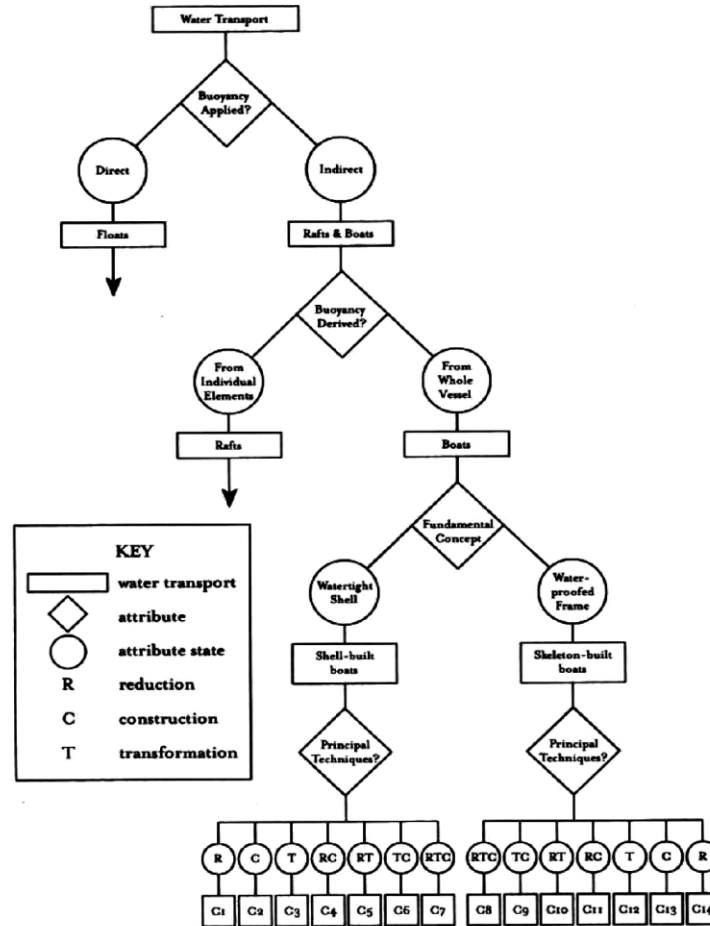 Water Transport
Buoyancy
Applied?
Direct
Indirect
Floats
Rafts & Boats
Buoyancy
Derived?
From
Individual
Elements
From
Whole
Vessel
Rafts
Boats
Fundamental
Concept
KEY
water transport
attribute
attribute state
R reduction
C construction
T transformation
Watertight
Shell
Water-
proofed
Frame
Shell-built
boats
Skeleton-built
boats
Principal
Techniques?
Principal
Techniques?
R C T RC RT TC RTC
RTC TC RT RC T C R
C1 C2 C3 C4 C5 C6 C7
C8 C9 C10 C11 C12 C13 C14